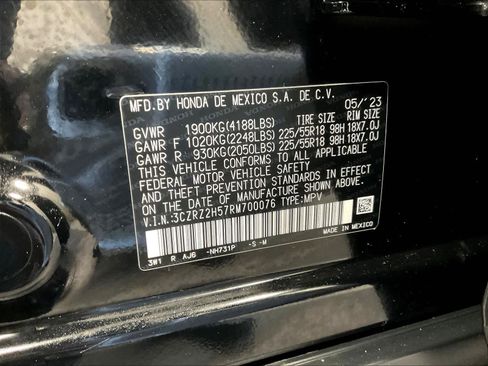 MFD.BY HONDA DE MEXICO S.A. DE C.V.
05/'23
GVWR 1900KG(4188LBS) TIRE SIZE RIM SIZE
GAWR F 1020KG(2248LBS) 225/55R18 98H 18X7.0J
GAWR R 930KG(2050LBS) 225/55R18 98H 18X7.0J
THIS VEHICLE CONFORMS TO ALL APPLICABLE
FEDERAL MOTOR VEHICLE SAFETY, BUMPER,
AND THEFT PREVENTION STANDARDS IN EFFECT ON
THE DATE OF MANUFACTURE SHOWN ABOVE.
V.I.N.:3CZRZ2H57RM700076 TYPE:MPV
3W1 R AJ6 -NH731P -S-M MADE IN MEXICO